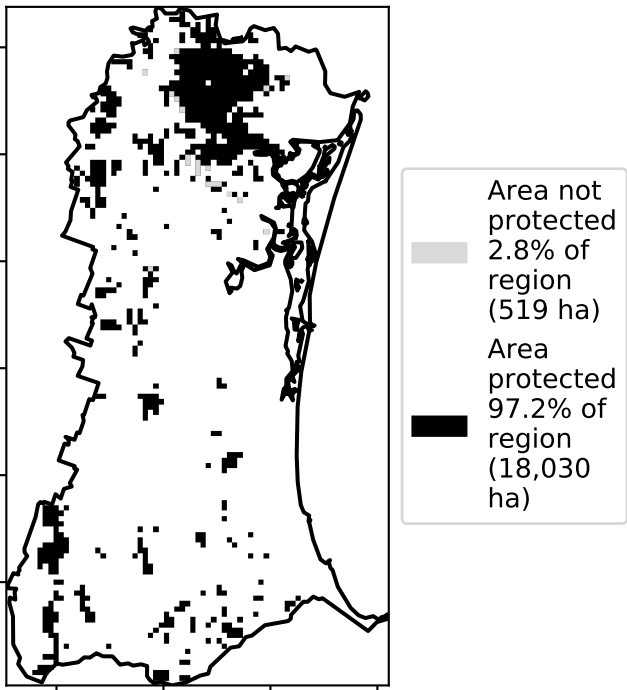 Area not
protected
2.8% of
region
(519 ha)
Area
protected
97.2% of
region
(18,030
ha)